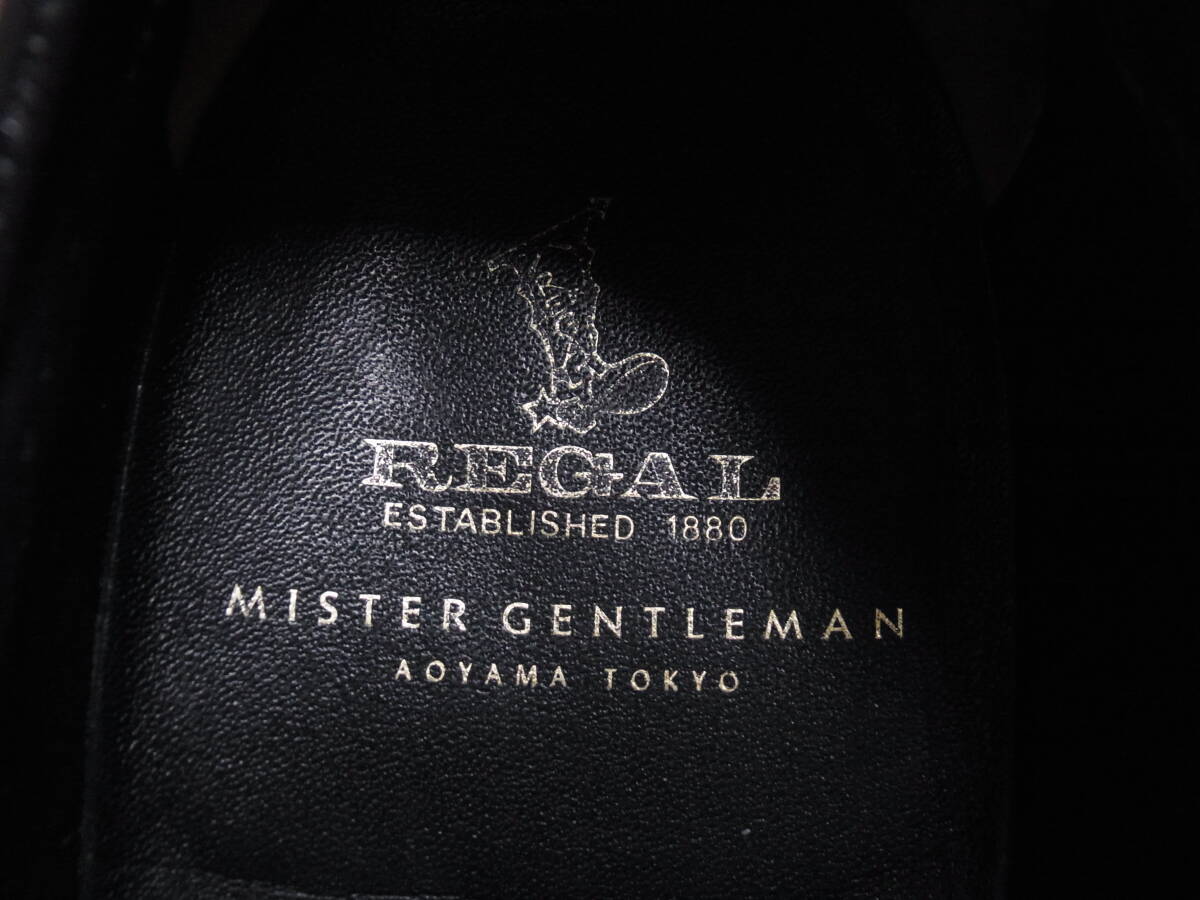 REGAL
ESTABLISHED 1880
MISTER GENTLEMAN
AOYAMA TOKYO